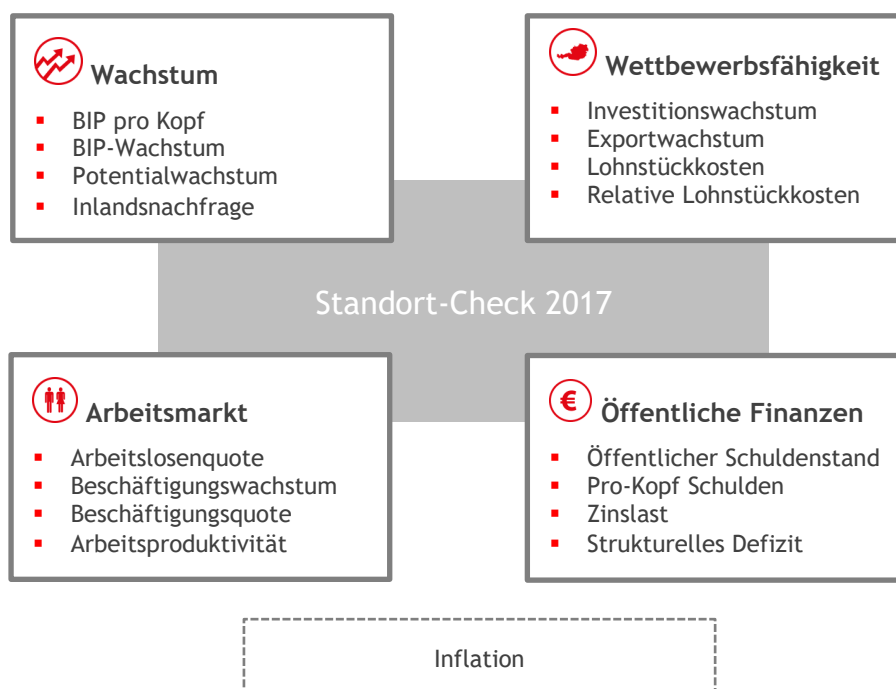 Wachstum
BIP pro Kopf
BIP-Wachstum
Potentialwachstum
Inlandsnachfrage
Wettbewerbsfähigkeit
Investitionswachstum
Exportwachstum
Lohnstückkosten
Relative Lohnstückkosten
Standort-Check 2017
Arbeitsmarkt
Arbeitslosenquote
Beschäftigungswachstum
Beschäftigungsquote
Arbeitsproduktivität
€
Öffentliche Finanzen
Öffentlicher Schuldenstand
Pro-Kopf Schulden
Zinslast
Strukturelles Defizit
Inflation